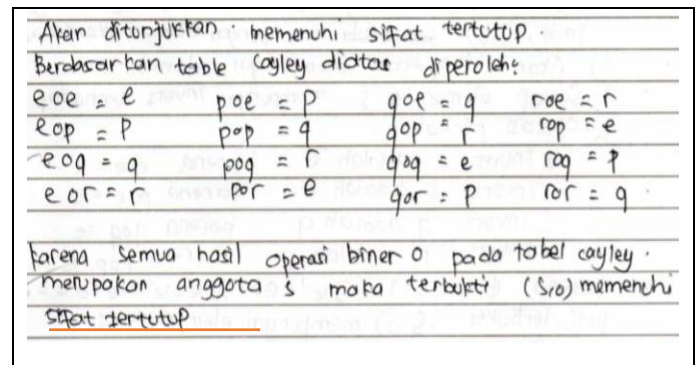 Akan ditunjukkan. memenuhi sifat tertutup
Berdasarkan table Cayley diatas diperoleh:
eoe = e poe = p qoe = q roe = r
eop = p pop = q qop = r rop = e
eoq = q poq = r qoq = e roq = p
eor = r por = e qor = p ror = q
karena semua hasil operasi biner o pada tabel cayley.
merupakan anggota s maka terbukti (s,o) memenuhi
sifat tertutup